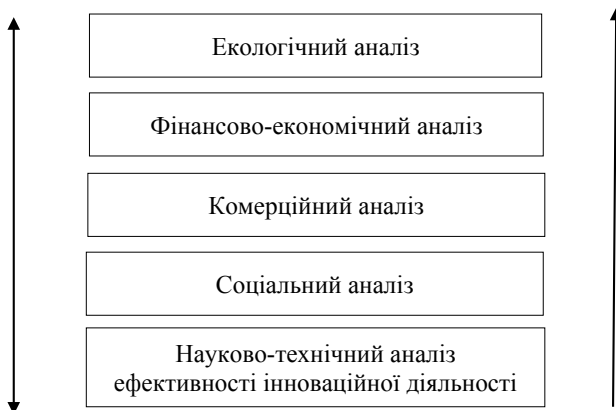 Екологічний аналіз
Фінансово-економічний аналіз
Комерційний аналіз
Соціальний аналіз
Науково-технічний аналіз
ефективності інноваційної діяльності